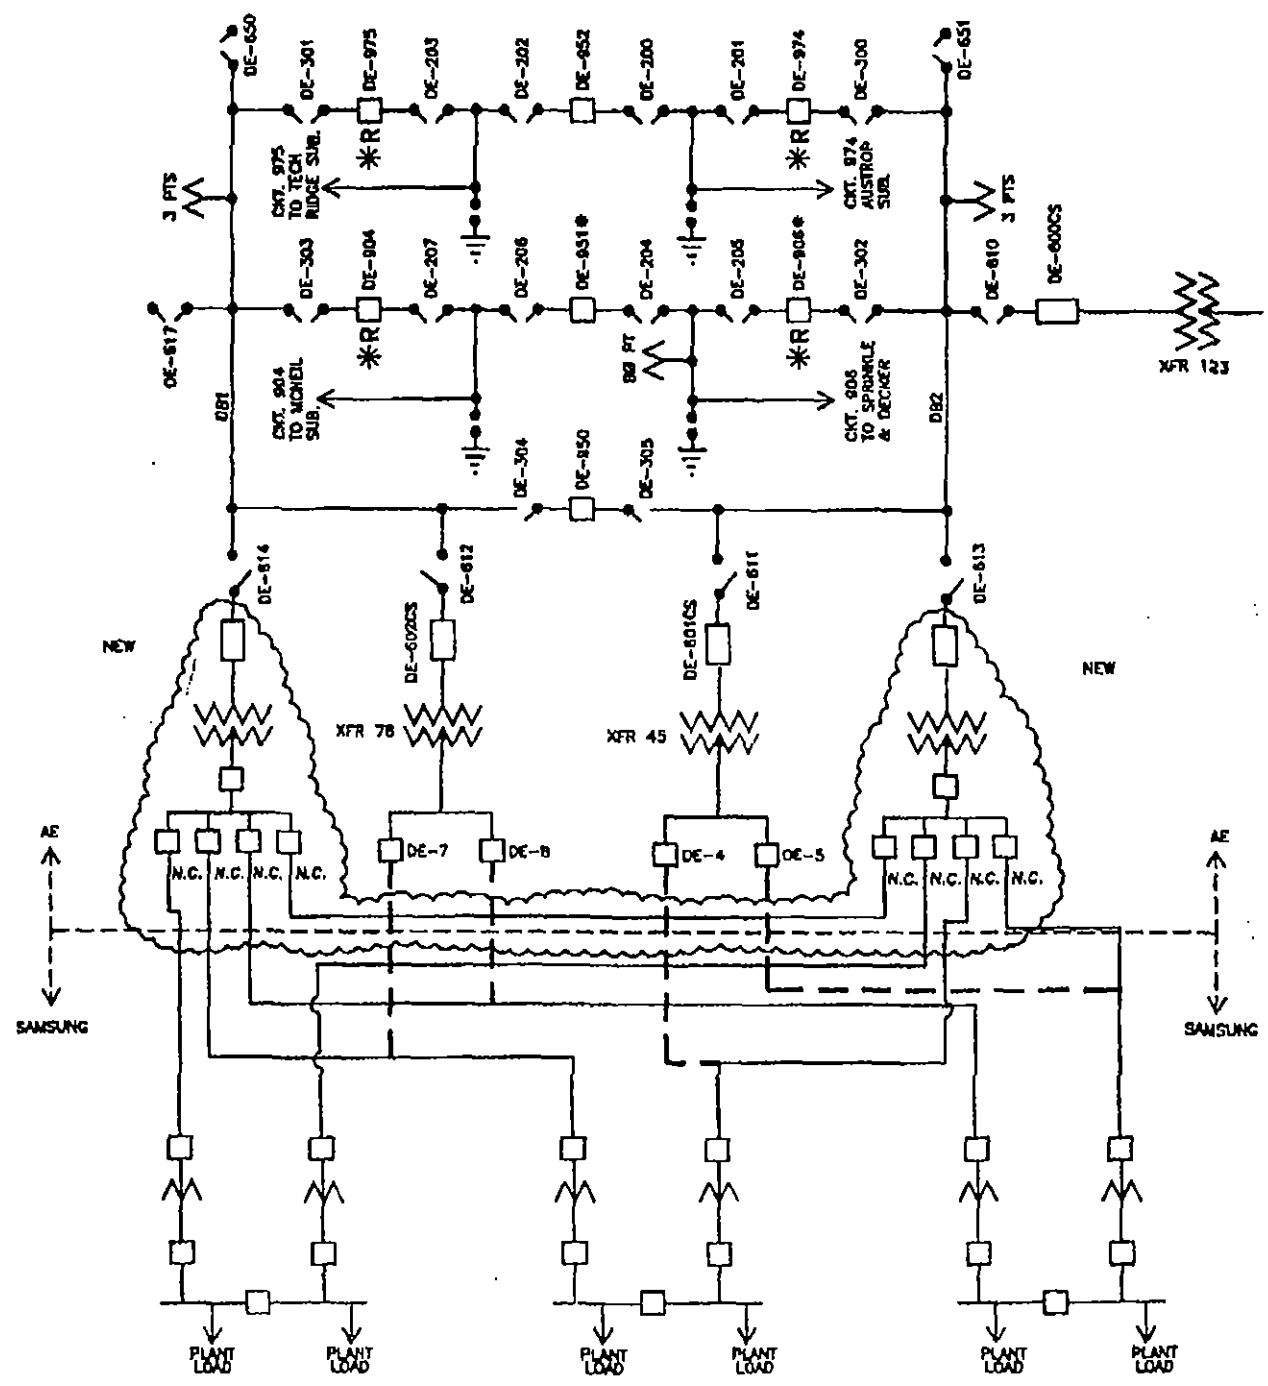 DE-650
DE-301
DE-975
DE-203
DE-202
DE-952
DE-200
DE-201
DE-974
DE-300
DE-651
*R
*R
3 PTS
CKT. 975
TO TECH
RIDGE SUB.
CKT. 974
AUSTROP
SUB.
3 PTS
DE-617
DE-303
DE-904
DE-207
DE-206
DE-951*
DE-204
DE-205
DE-906*
DE-302
DE-610
DE-600CS
*R
*R
XFR 123
DB1
CKT. 904
TO MCNEIL
SUB.
BØ PT
CKT. 906
TO SPRINKLE
& DECKER
DB2
DE-304
DE-950
DE-305
DE-614
DE-612
DE-611
DE-613
NEW
DE-602CS
DE-601CS
NEW
XFR 78
XFR 45
AE
DE-7
DE-8
DE-4
DE-5
AE
N.C.
N.C.
N.C.
N.C.
N.C.
N.C.
N.C.
N.C.
SAMSUNG
SAMSUNG
PLANT
LOAD
PLANT
LOAD
PLANT
LOAD
PLANT
LOAD
PLANT
LOAD
PLANT
LOAD